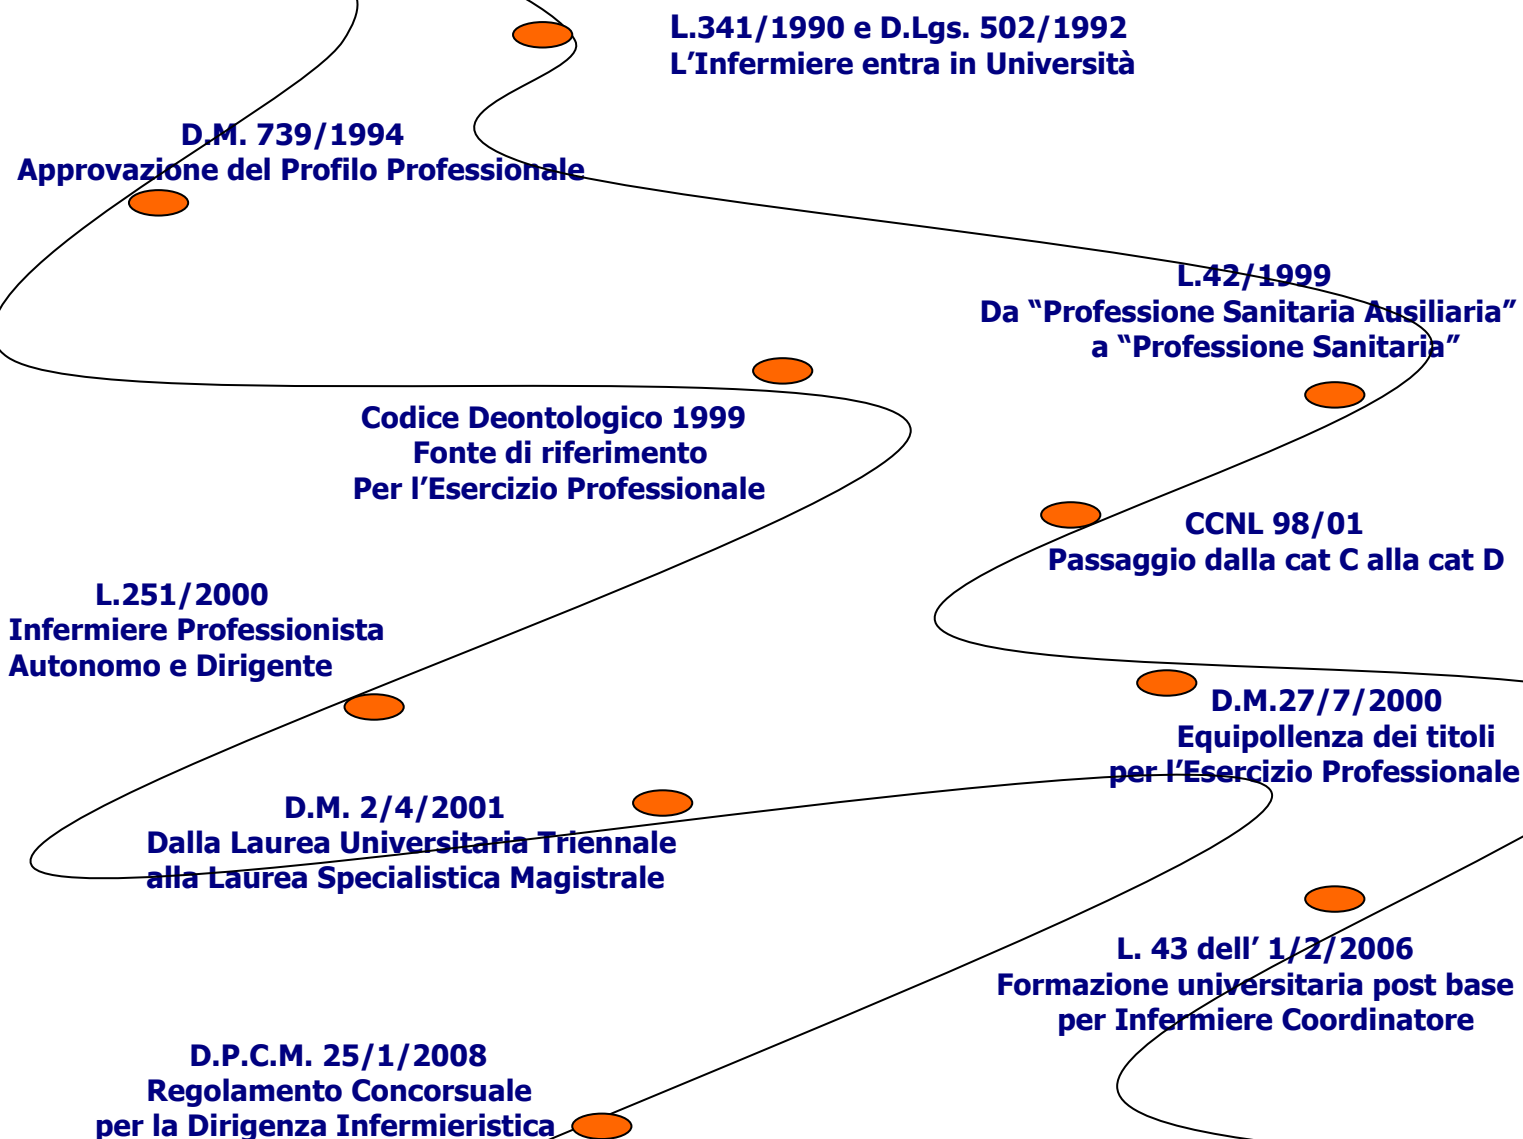 L.341/1990 e D.Lgs. 502/1992
L’Infermiere entra in Università
D.M. 739/1994
Approvazione del Profilo Professionale
L.42/1999
Da “Professione Sanitaria Ausiliaria”
a “Professione Sanitaria”
Codice Deontologico 1999
Fonte di riferimento
Per l’Esercizio Professionale
CCNL 98/01
Passaggio dalla cat C alla cat D
L.251/2000
Infermiere Professionista
Autonomo e Dirigente
D.M.27/7/2000
Equipollenza dei titoli
per l’Esercizio Professionale
D.M. 2/4/2001
Dalla Laurea Universitaria Triennale
alla Laurea Specialistica Magistrale
L. 43 dell’ 1/2/2006
Formazione universitaria post base
per Infermiere Coordinatore
D.P.C.M. 25/1/2008
Regolamento Concorsuale
per la Dirigenza Infermieristica